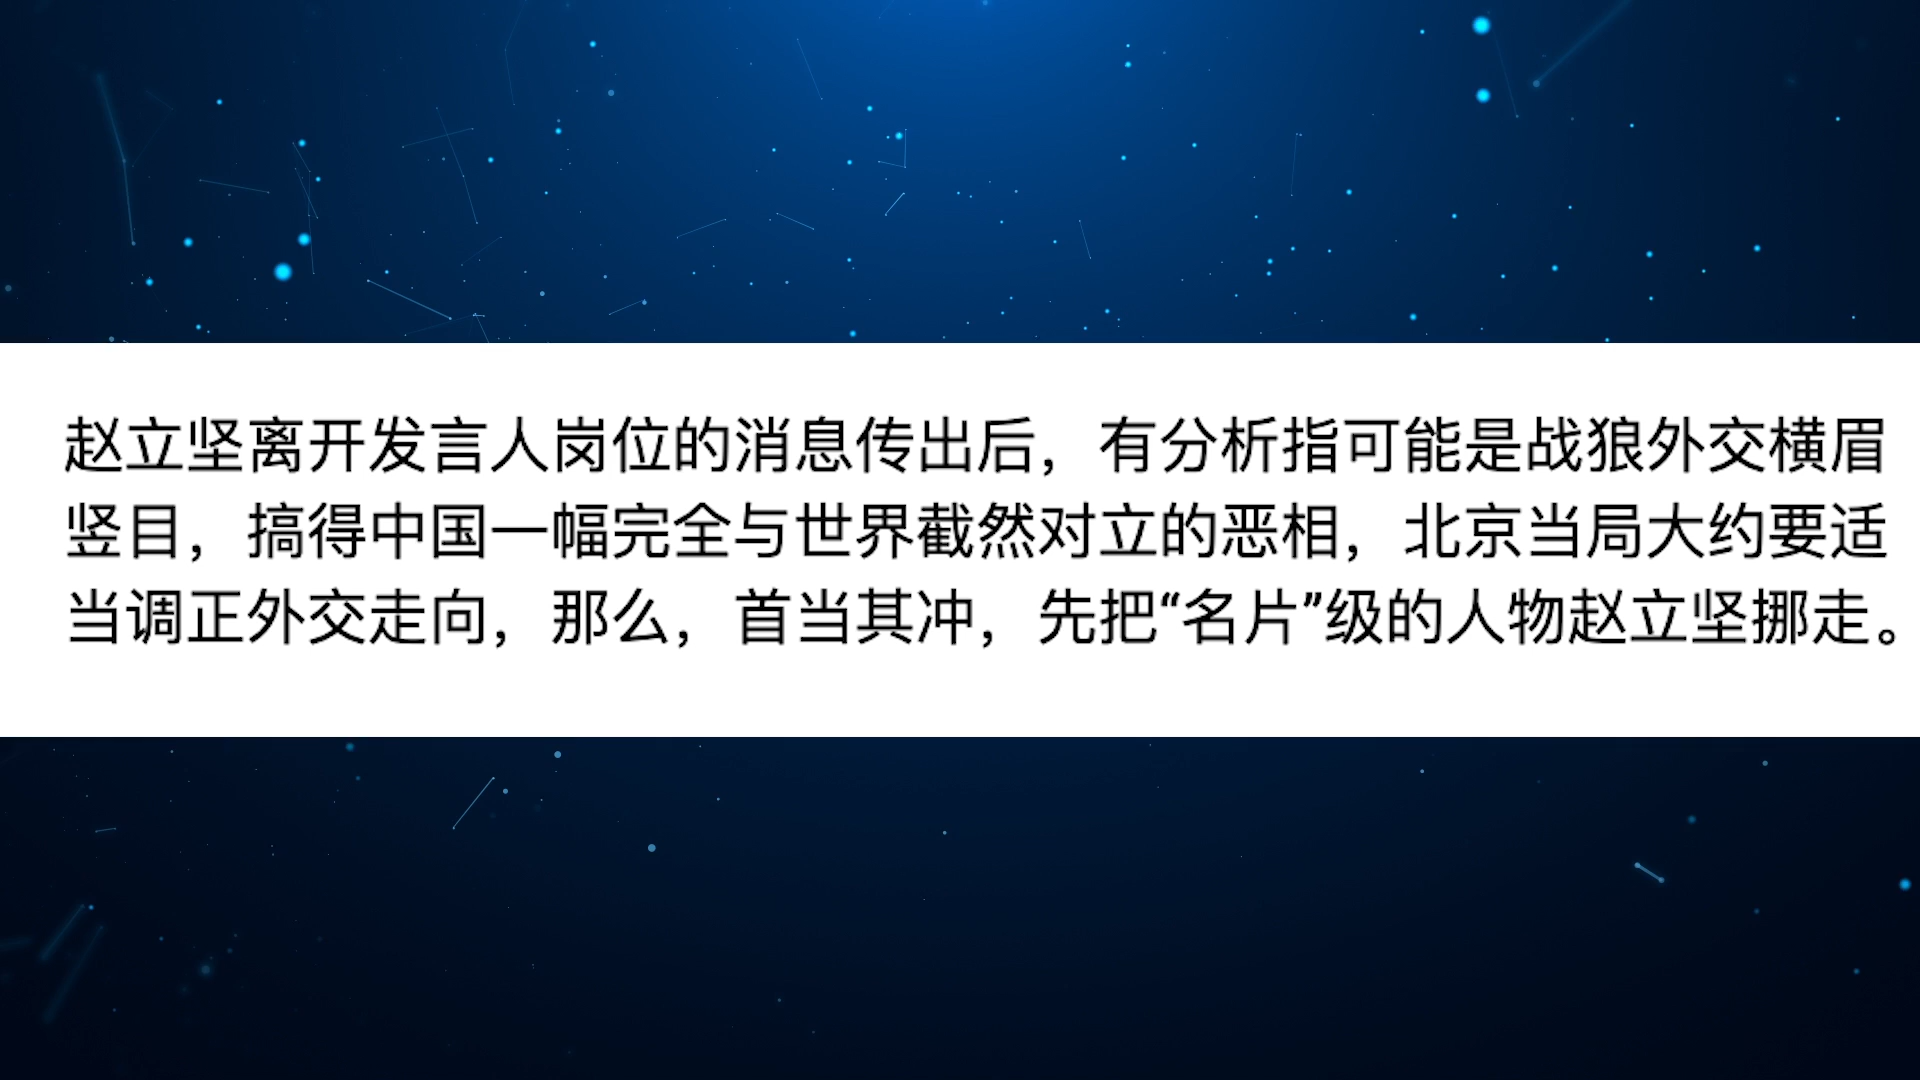 赵立坚离开发言人岗位的消息传出后，有分析指可能是战狼外交横眉
竖目，搞得中国一幅完全与世界截然对立的恶相，北京当局大约要适
当调正外交走向，那么，首当其冲，先把“名片”级的人物赵立坚挪走。